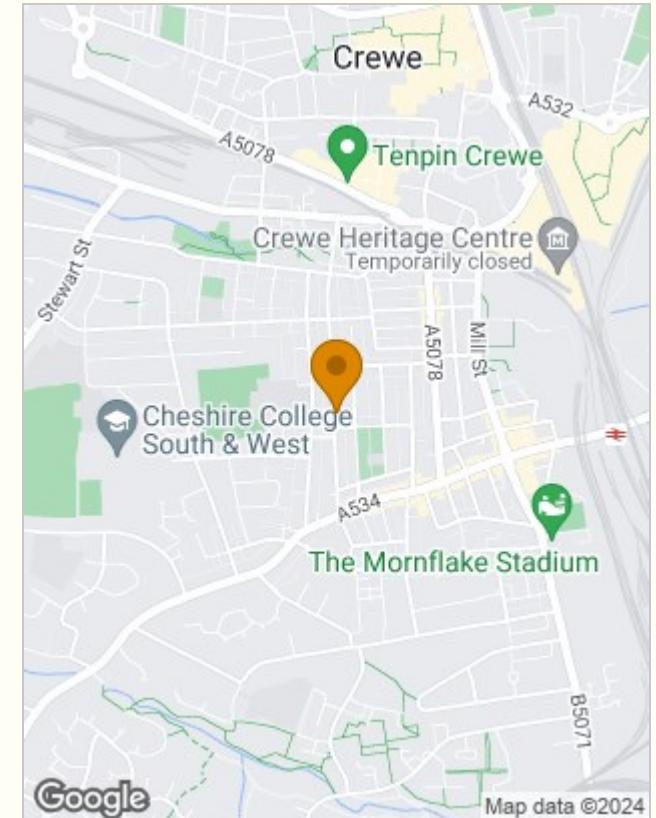 Crewe
A532
A5078
Tenpin Crewe
Crewe Heritage Centre
Temporarily closed
Stewart St
A5078
Mill St
Cheshire College
South & West
A534
The Mornflake Stadium
B5071
Google
Map data ©2024